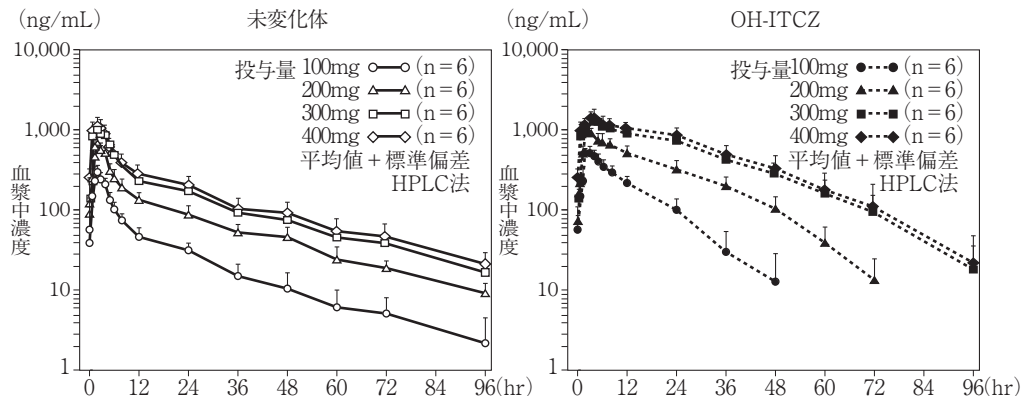 (ng/mL) 未変化体
10,000
1,000
100
10
1
血漿中濃度
投与量 100mg (n=6)
200mg (n=6)
300mg (n=6)
400mg (n=6)
平均値+標準偏差
HPLC法
0 12 24 36 48 60 72 84 96(hr)
(ng/mL) OH-ITCZ
10,000
1,000
100
10
1
血漿中濃度
投与量100mg (n=6)
200mg (n=6)
300mg (n=6)
400mg (n=6)
平均値+標準偏差
HPLC法
0 12 24 36 48 60 72 84 96(hr)